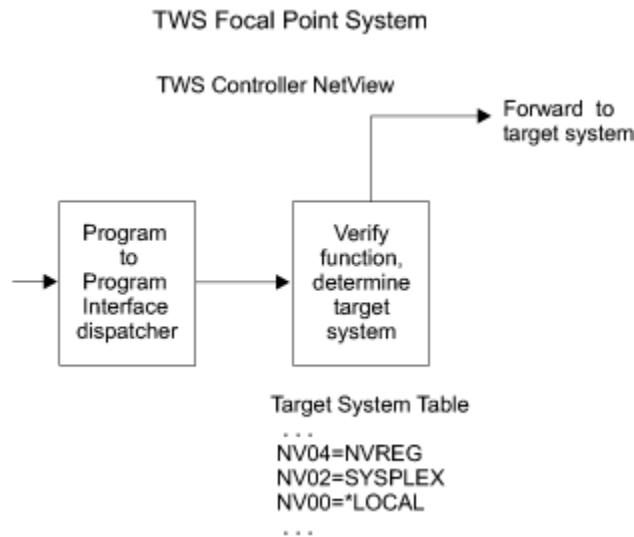 TWS Focal Point System
TWS Controller NetView
Forward to
target system
Program
to
Program
Interface
dispatcher
Verify
function,
determine
target
system
Target System Table
. . .
NV04=NVREG
NV02=SYSPLEX
NV00=*LOCAL
. . .